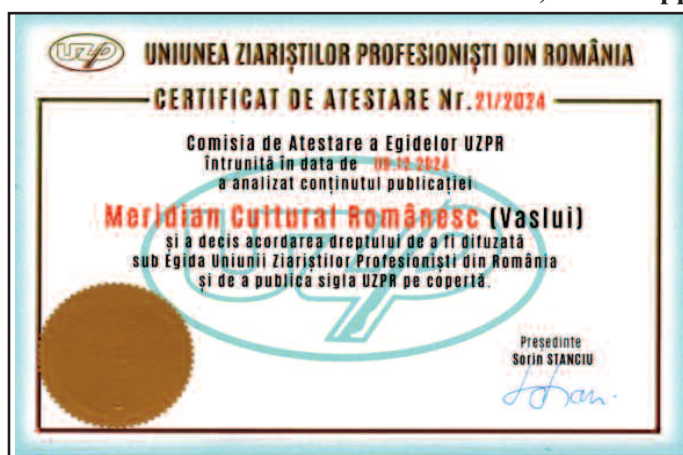 uzp UNIUNEA ZIARIȘTILOR PROFESIONIȘTI DIN ROMÂNIA
CERTIFICAT DE ATESTARE Nr. 21/2024
Comisia de Atestare a Egidelor UZPR
întrunită în data de 09.12.2024
a analizat conținutul publicației
Meridian Cultural Românesc (Vaslui)
și a decis acordarea dreptului de a fi difuzată
sub Egida Uniunii Ziariștilor Profesioniști din România
și de a publica sigla UZPR pe copertă.
uzp
Președinte
Sorin STANCIU